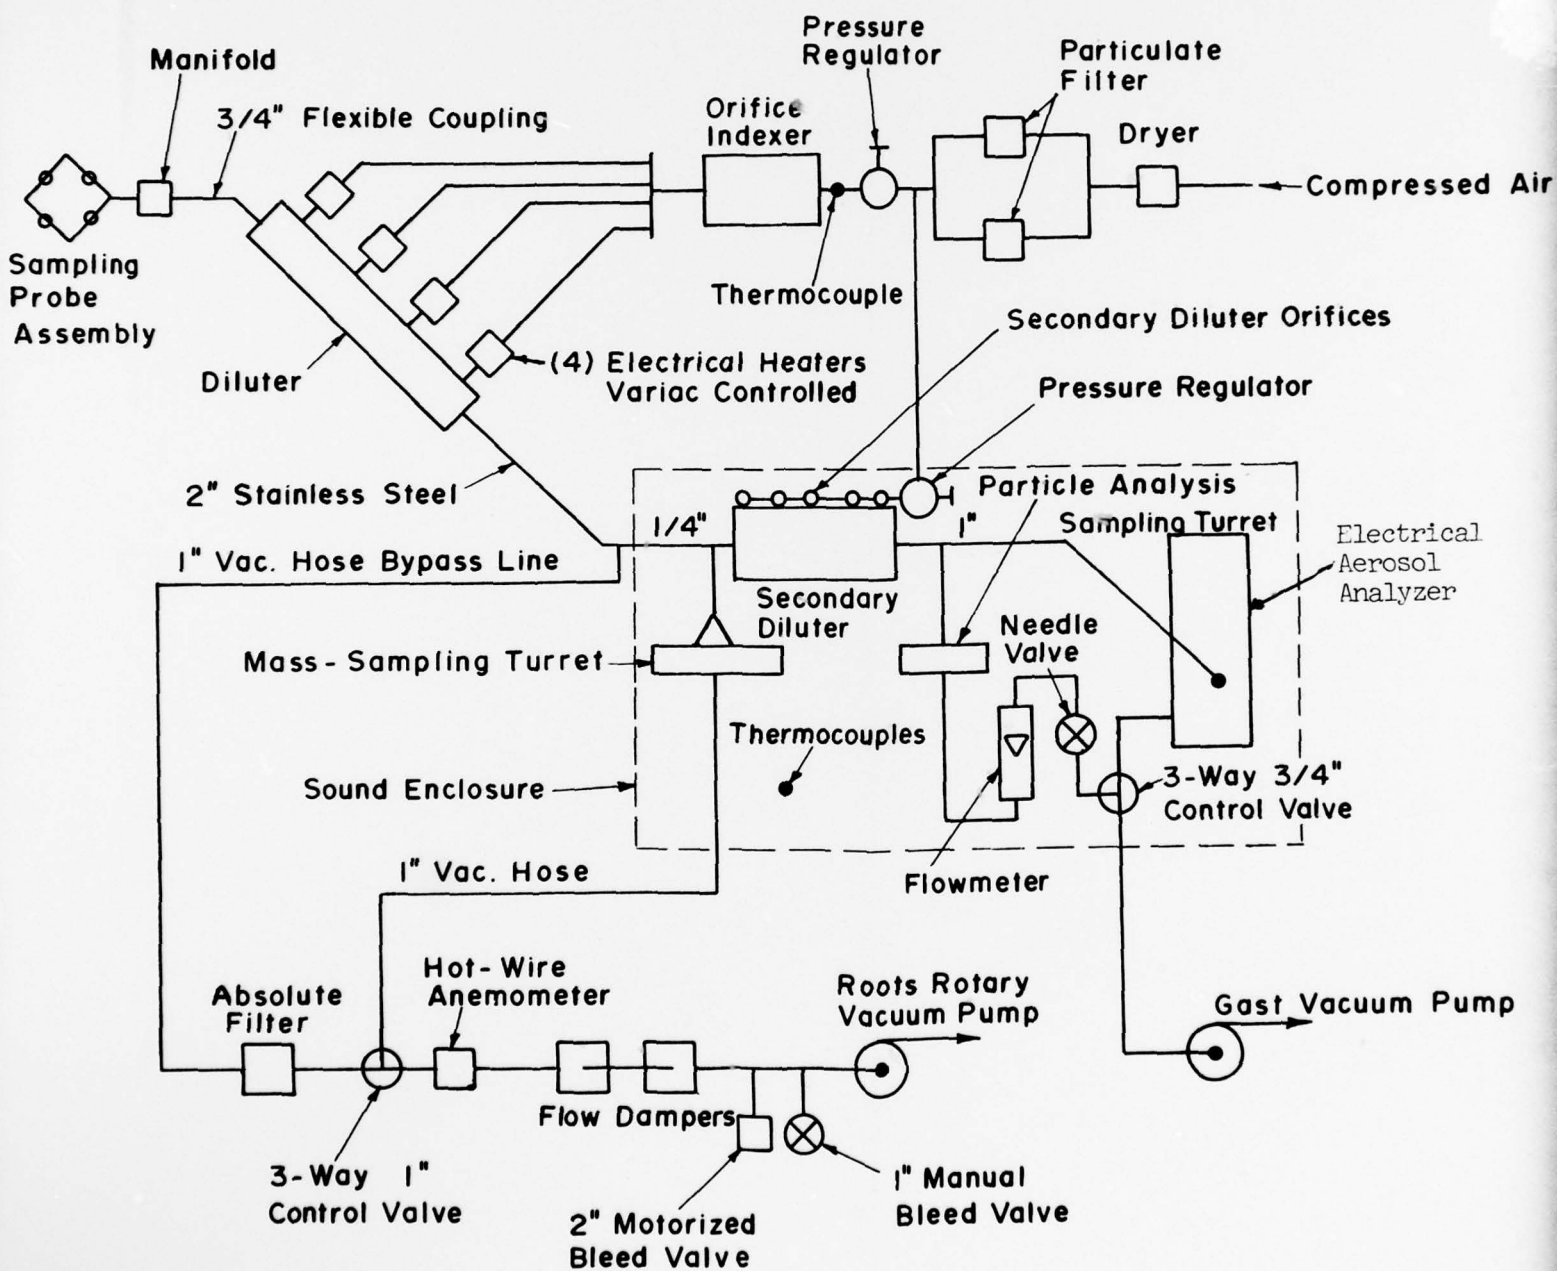 Pressure
Regulator
Manifold
Particulate
Filter
3/4" Flexible Coupling
Orifice
Indexer
Dryer
Compressed Air
Sampling
Probe
Assembly
Thermocouple
Secondary Diluter Orifices
Diluter
(4) Electrical Heaters
Variac Controlled
Pressure Regulator
2" Stainless Steel
Particle Analysis
Sampling Turret
1/4"
1"
Electrical
Aerosol
Analyzer
1" Vac. Hose Bypass Line
Secondary
Diluter
Needle
Valve
Mass-Sampling Turret
Thermocouples
Sound Enclosure
3-Way 3/4"
Control Valve
1" Vac. Hose
Flowmeter
Hot-Wire
Anemometer
Absolute
Filter
Roots Rotary
Vacuum Pump
Gast Vacuum Pump
Flow Dampers
3-Way 1"
Control Valve
1" Manual
Bleed Valve
2" Motorized
Bleed Valve